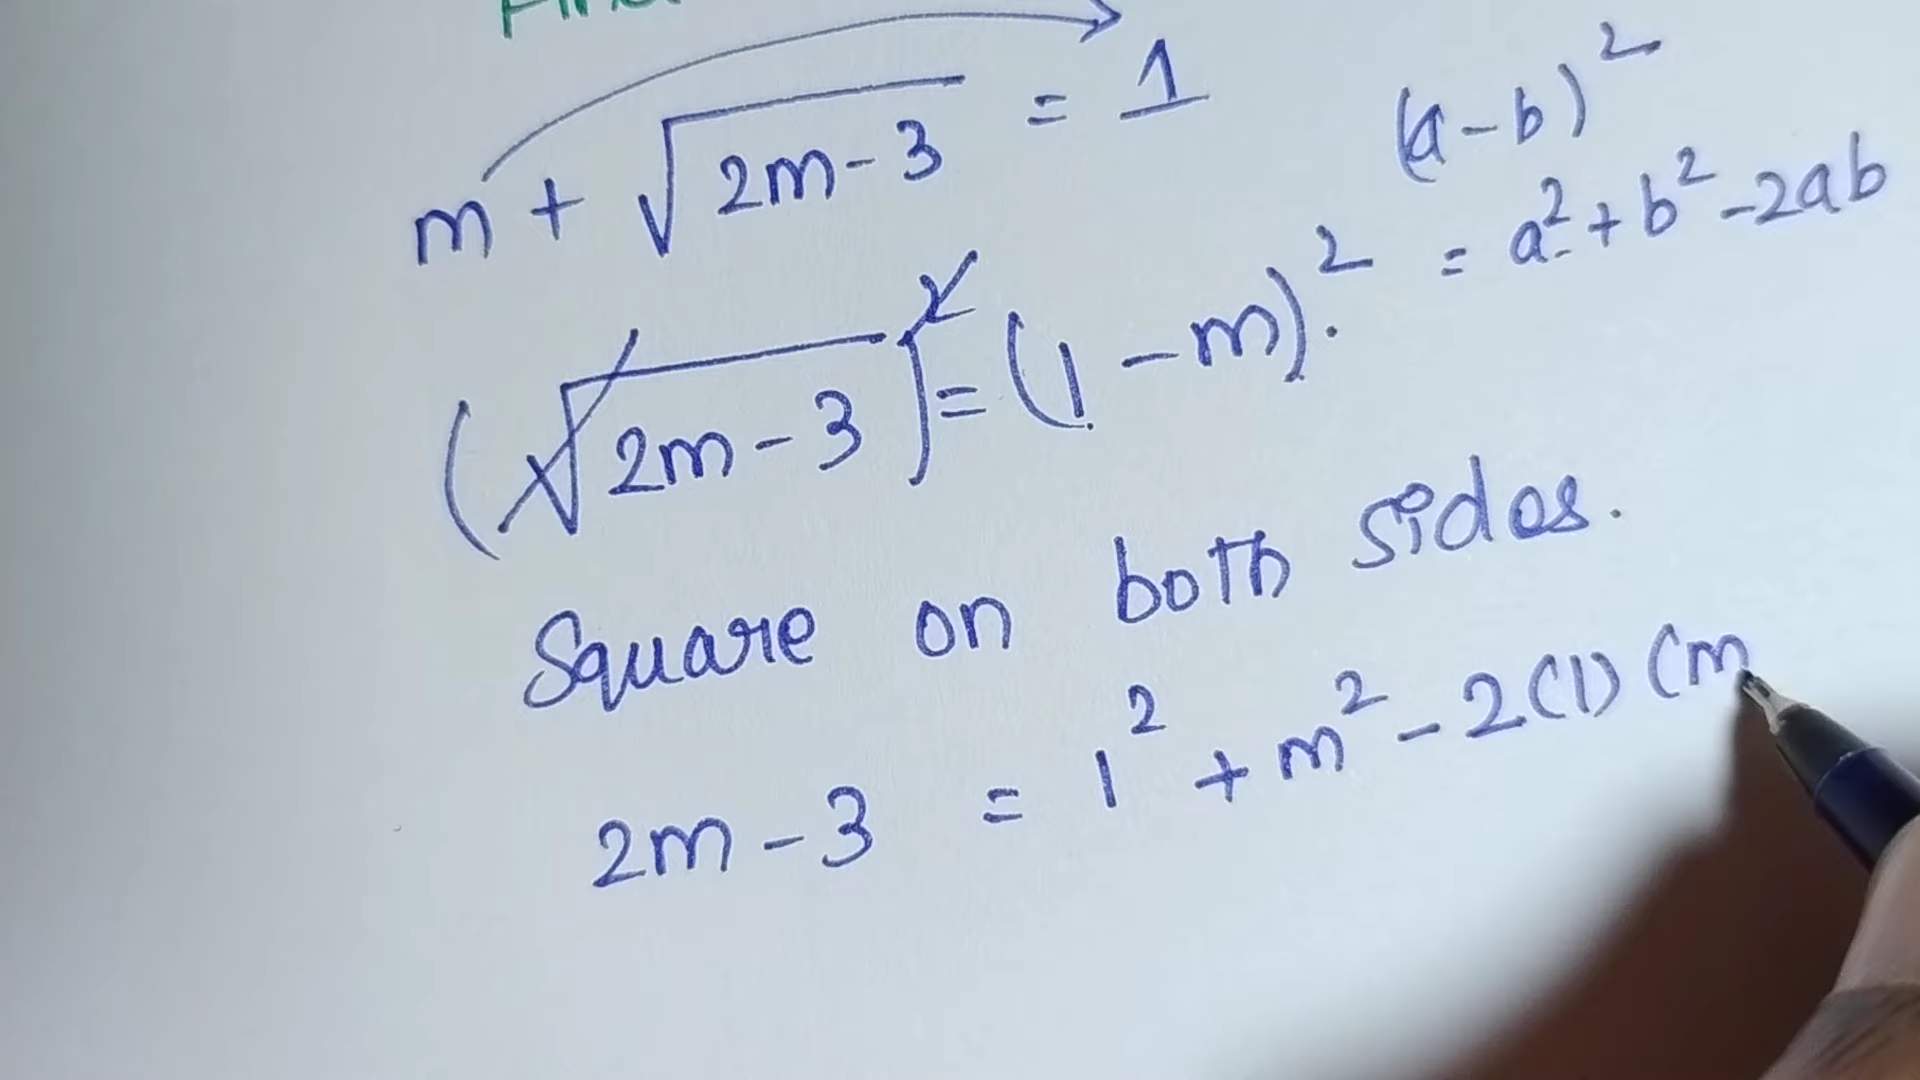 m + √2m-3 = 1
(a-b)²
= a²+b²-2ab
(√2m-3)² = (1-m)².
Square on both sides.
2m-3 = 1² + m² - 2(1)(m